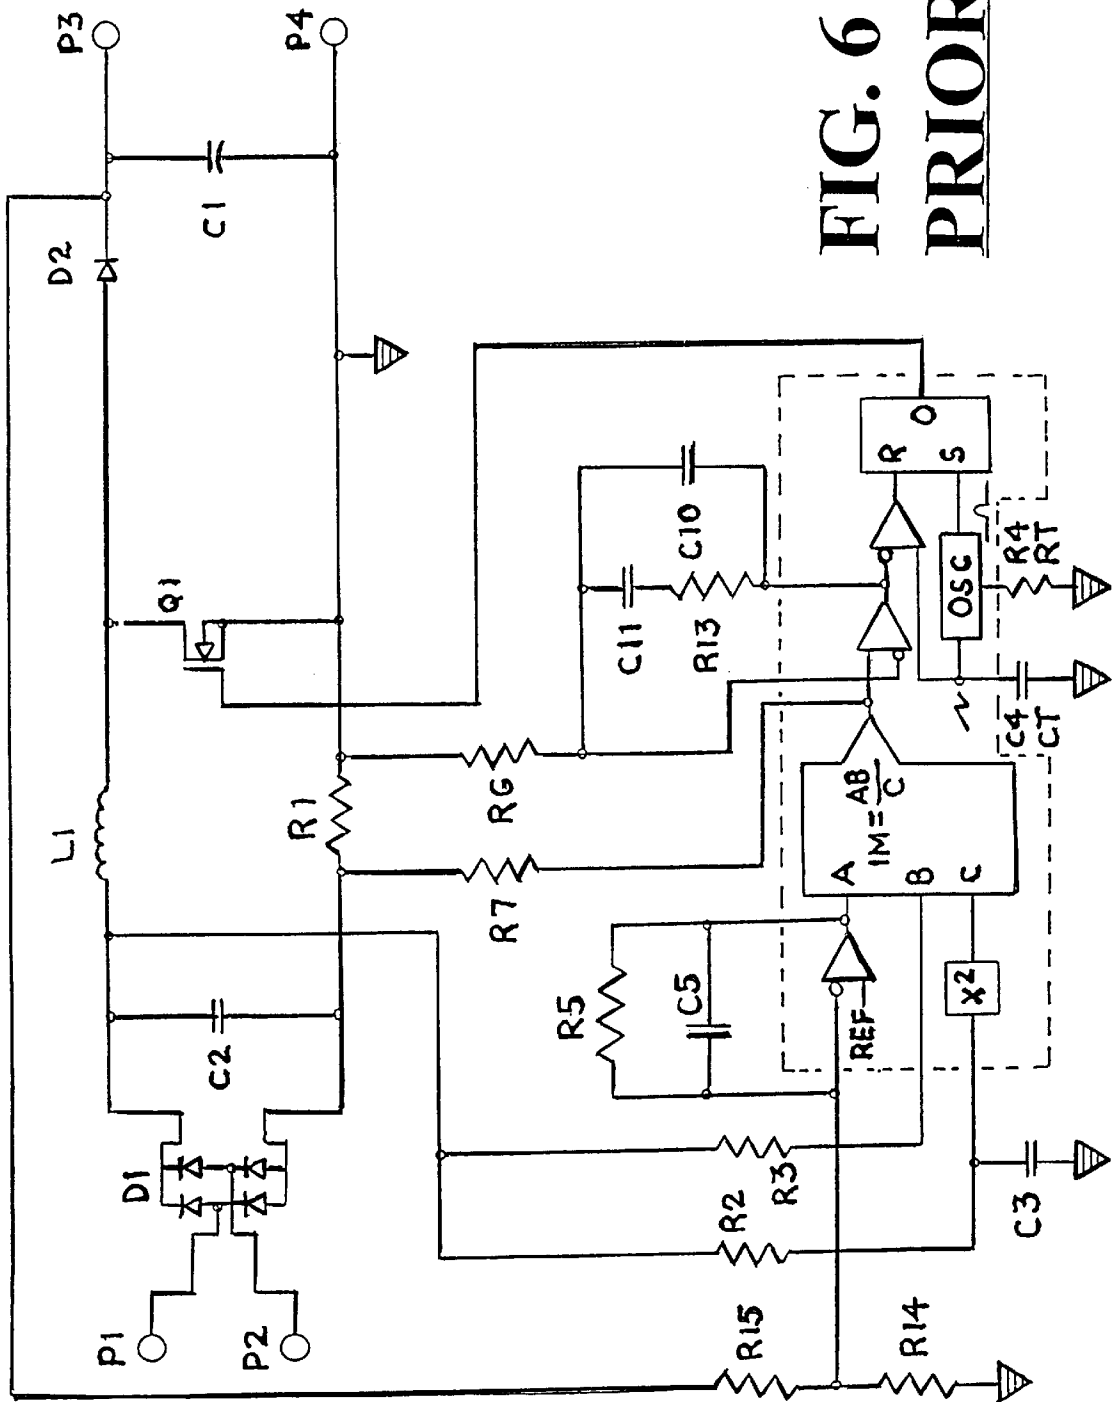 P3
P4
D2
C1
Q1
L1
R1
R6
R7
C2
D1
P1
P2
C11
R13
C10
R5
C5
R3
R2
R15
R14
C3
REF
A
B
C
IM = AB/C
X²
R
S
O
OSC
R4
RT
C4
CT
FIG. 6
PRIOR